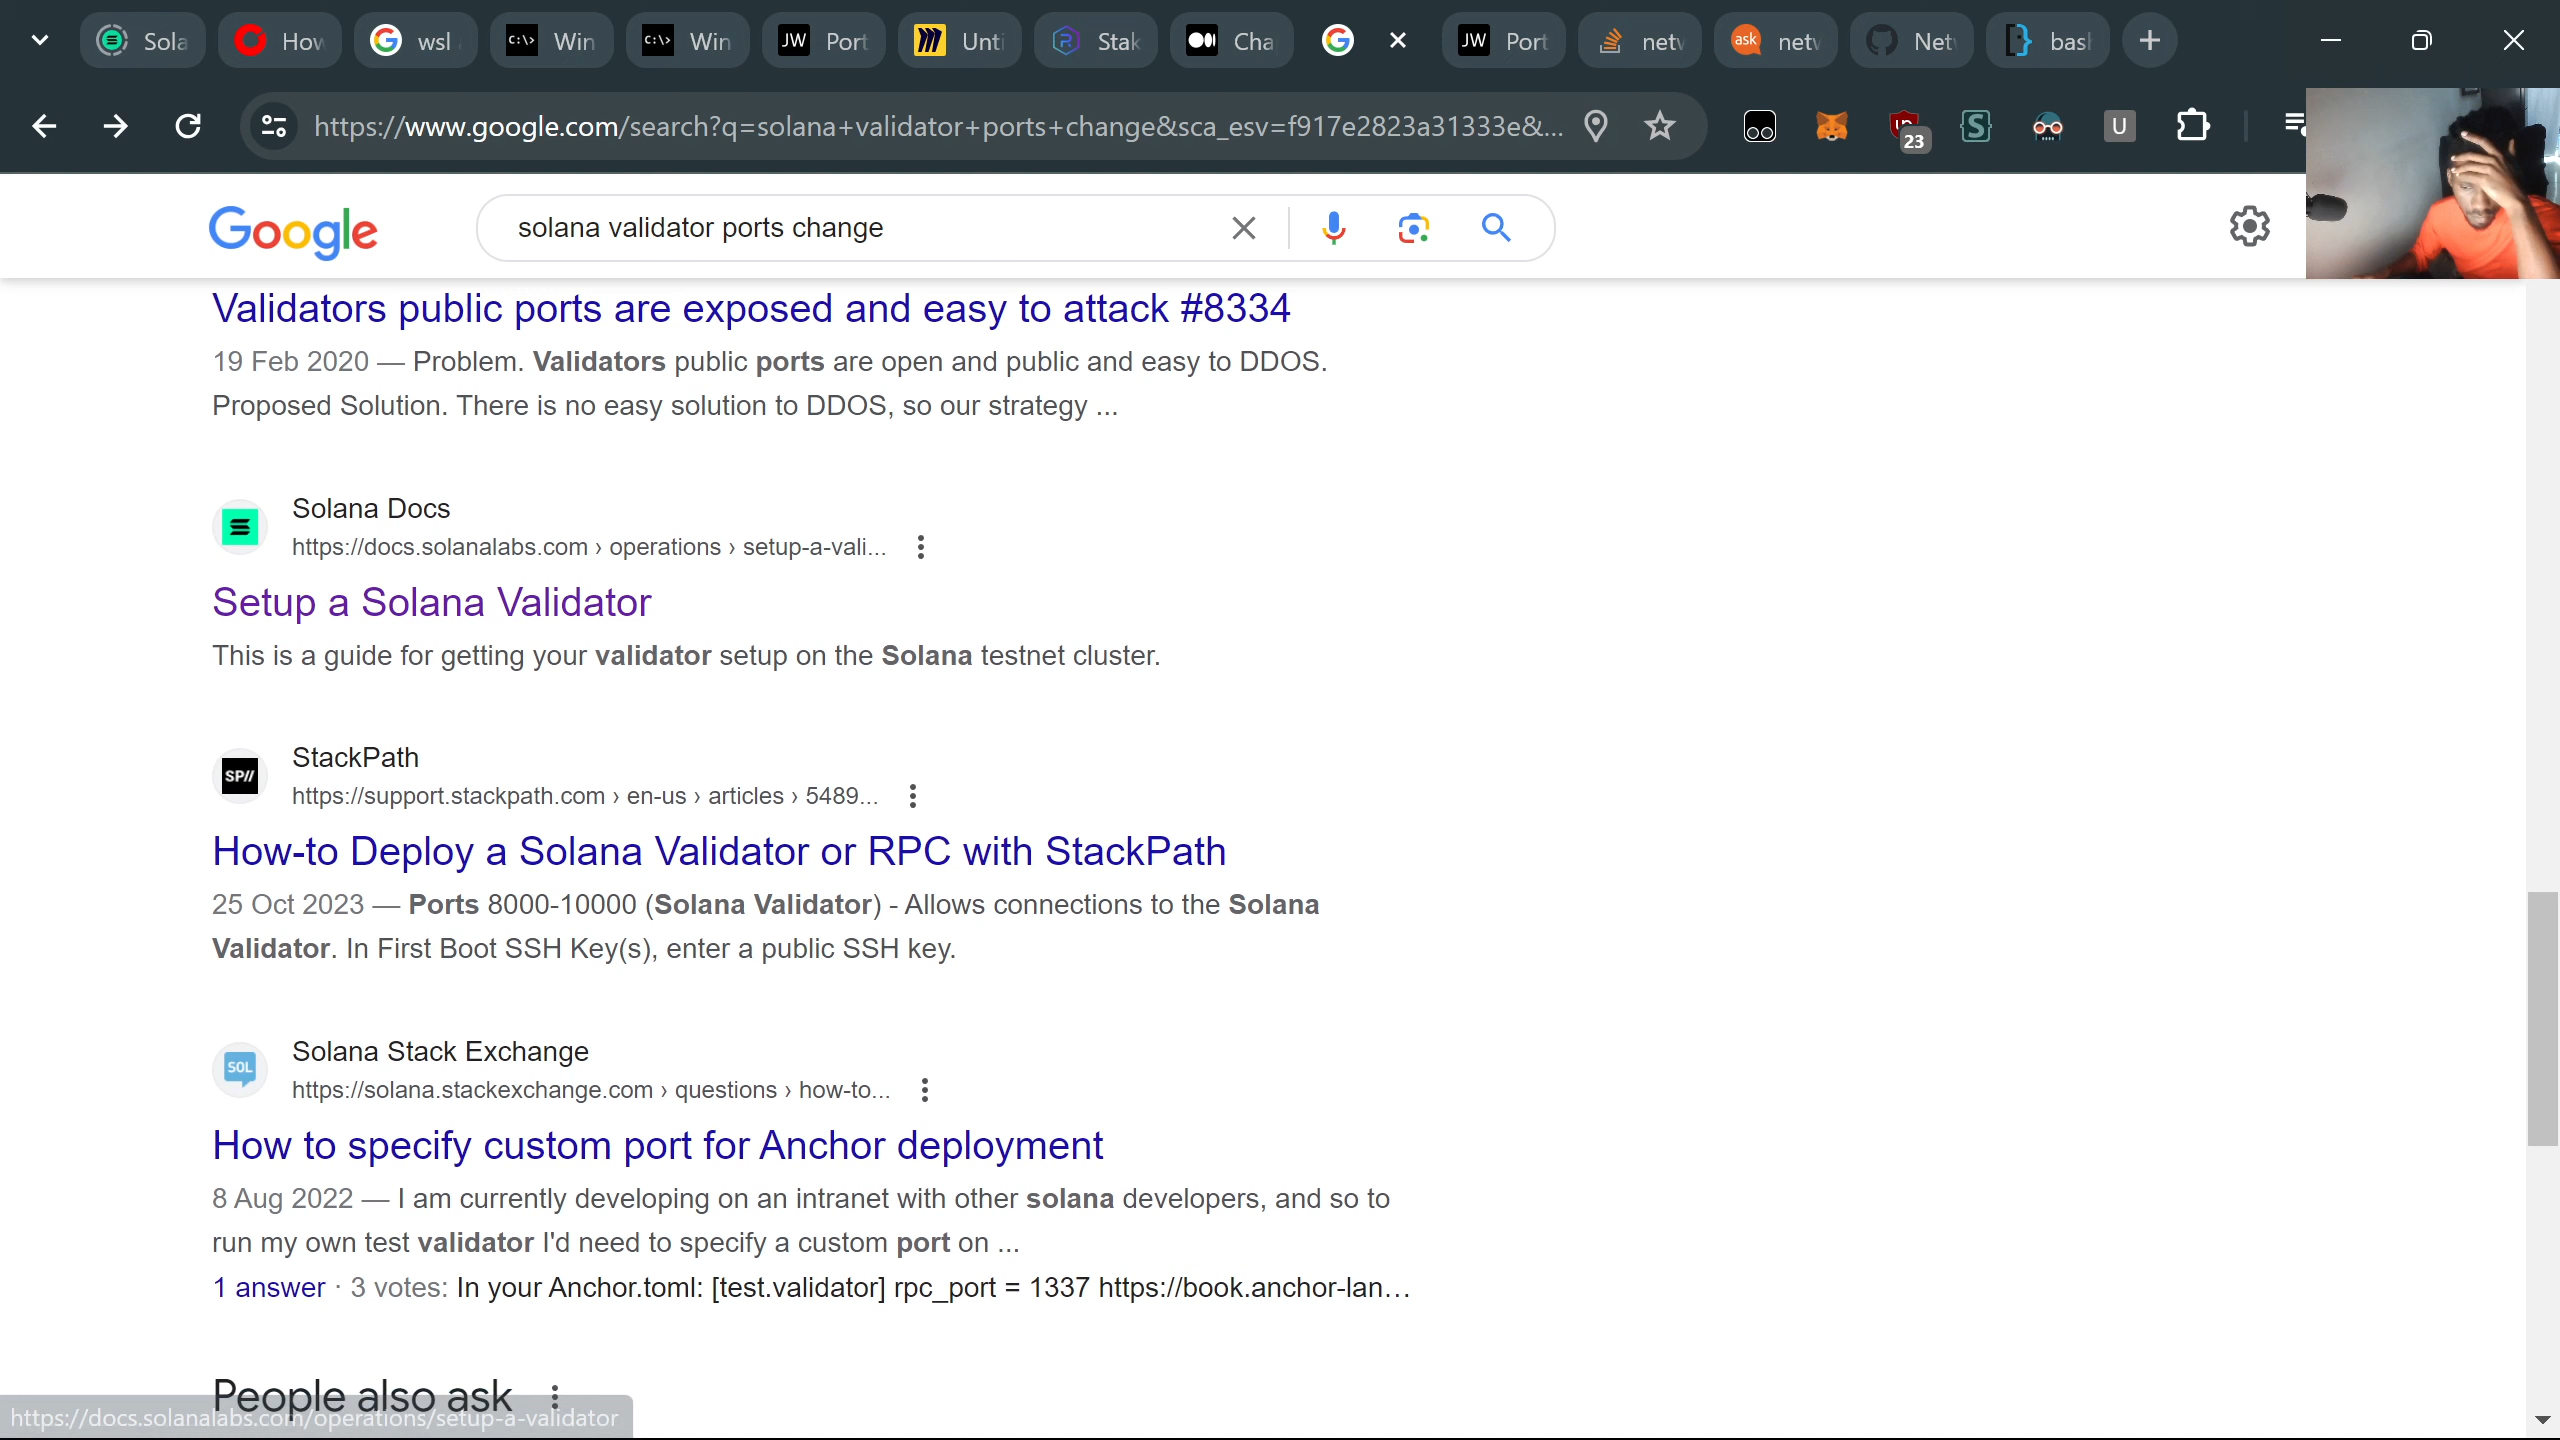 Sola
How
wsl
Win
Win
JW Port
Unti
Stak
Cha
JW Port
netw
ask netw
Net
bash
https://www.google.com/search?q=solana+validator+ports+change&sca_esv=f917e2823a31333e&...
23
U
Google
solana validator ports change
Validators public ports are exposed and easy to attack #8334
19 Feb 2020 — Problem. Validators public ports are open and public and easy to DDOS.
Proposed Solution. There is no easy solution to DDOS, so our strategy ...
Solana Docs
https://docs.solanalabs.com › operations › setup-a-vali...
Setup a Solana Validator
This is a guide for getting your validator setup on the Solana testnet cluster.
SP//
StackPath
https://support.stackpath.com › en-us › articles › 5489...
How-to Deploy a Solana Validator or RPC with StackPath
25 Oct 2023 — Ports 8000-10000 (Solana Validator) - Allows connections to the Solana
Validator. In First Boot SSH Key(s), enter a public SSH key.
SOL
Solana Stack Exchange
https://solana.stackexchange.com › questions › how-to...
How to specify custom port for Anchor deployment
8 Aug 2022 — I am currently developing on an intranet with other solana developers, and so to
run my own test validator I'd need to specify a custom port on ...
1 answer · 3 votes: In your Anchor.toml: [test.validator] rpc_port = 1337 https://book.anchor-lan...
People also ask
https://docs.solanalabs.com/operations/setup-a-validator